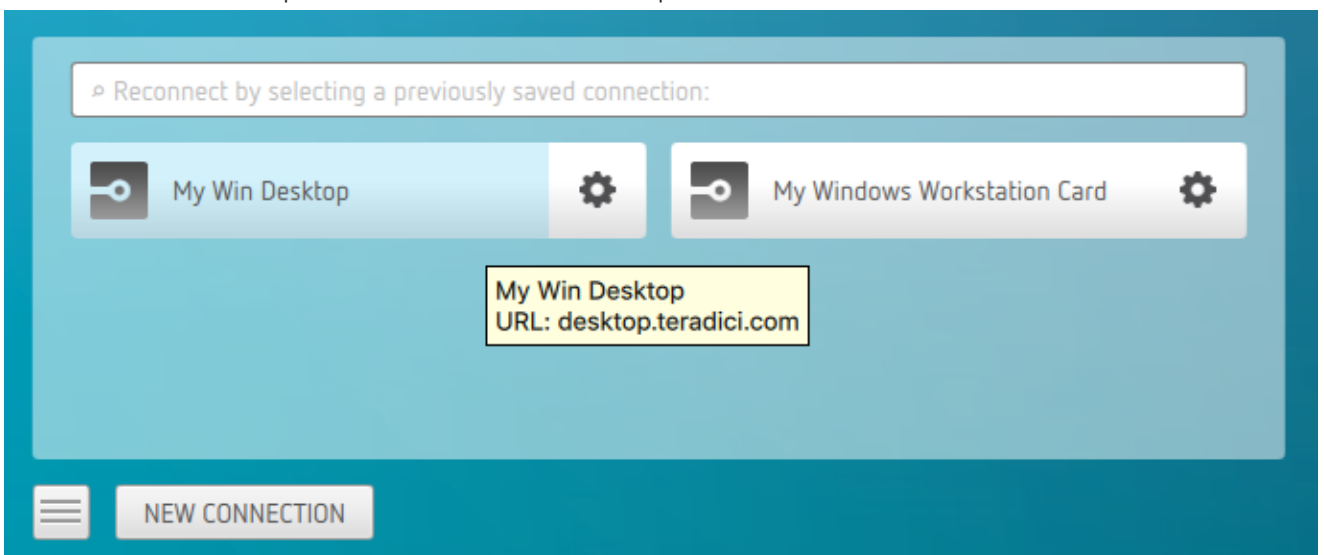 Reconnect by selecting a previously saved connection:
My Win Desktop
My Windows Workstation Card
My Win Desktop
URL: desktop.teradici.com
NEW CONNECTION